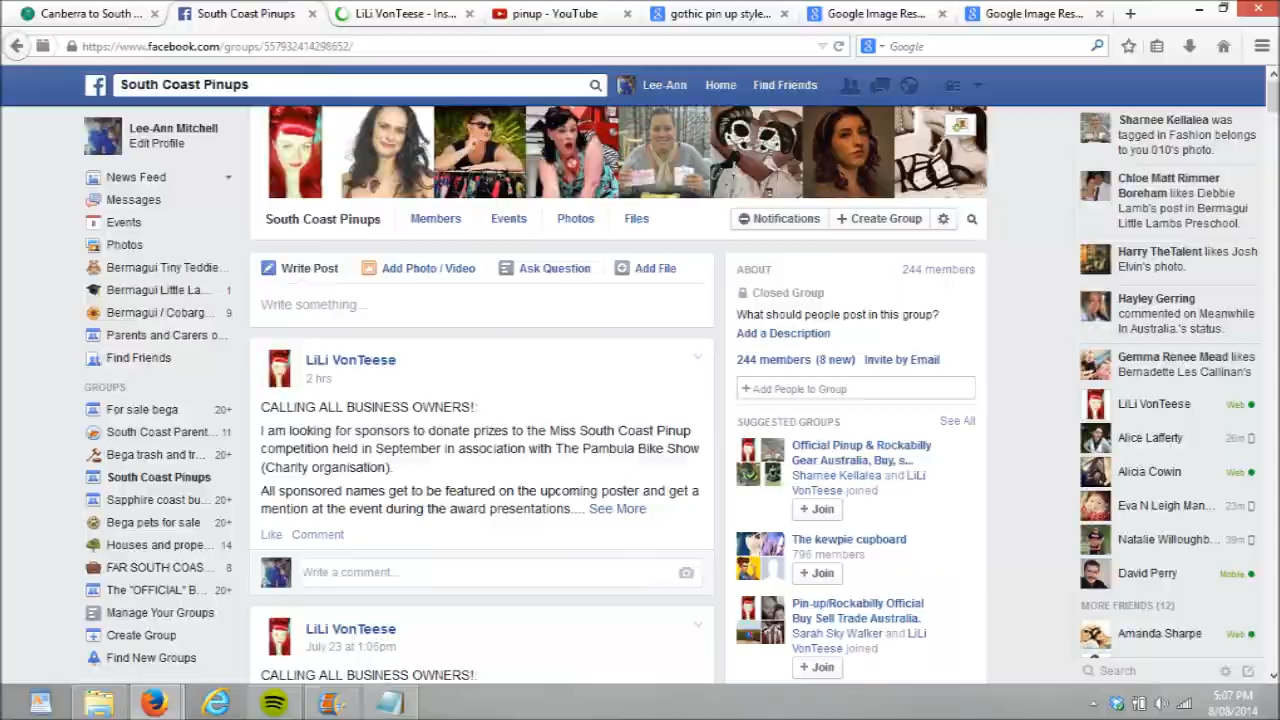 Canberra to South ...
South Coast Pinups
LiLi VonTeese - Ins...
pinup - YouTube
gothic pin up style...
Google Image Res...
Google Image Res...
https://www.facebook.com/groups/557932414298652/
Google
South Coast Pinups
Lee-Ann
Home
Find Friends
Lee-Ann Mitchell
Edit Profile
News Feed
Messages
Events
Photos
Bermagui Tiny Teddie...
Bermagui Little La... 1
Bermagui / Cobarg... 9
Parents and Carers o...
Find Friends
GROUPS
For sale bega 20+
South Coast Parent... 11
Bega trash and tr... 20+
South Coast Pinups
Sapphire coast bu... 20+
Bega pets for sale 20+
Houses and prope... 14
FAR SOUTH COAS... 8
The "OFFICIAL" B... 20+
Manage Your Groups
Create Group
Find New Groups
South Coast Pinups
Members
Events
Photos
Files
Notifications
+ Create Group
Write Post
Add Photo / Video
Ask Question
Add File
Write something...
LiLi VonTeese
2 hrs
CALLING ALL BUSINESS OWNERS!:
I am looking for sponsors to donate prizes to the Miss South Coast Pinup
competition held in September in association with The Pambula Bike Show
(Charity organisation).
All sponsored names get to be featured on the upcoming poster and get a
mention at the event during the award presentations.... See More
Like Comment
Write a comment...
LiLi VonTeese
July 23 at 1:06pm
CALLING ALL BUSINESS OWNERS!:
ABOUT
244 members
Closed Group
What should people post in this group?
Add a Description
244 members (8 new) Invite by Email
+ Add People to Group
SUGGESTED GROUPS
See All
Official Pinup & Rockabilly
Gear Australia, Buy, s...
Sharnee Kellalea and LiLi
VonTeese joined
+ Join
The kewpie cupboard
796 members
+ Join
Pin-up/Rockabilly Official
Buy Sell Trade Australia.
Sarah Sky Walker and LiLi
VonTeese joined
+ Join
Sharnee Kellalea was
tagged in Fashion belongs
to you 010's photo.
Chloe Matt Rimmer
Boreham likes Debbie
Lamb's post in Bermagui
Little Lambs Preschool.
Harry TheTalent likes Josh
Elvin's photo.
Hayley Gerring
commented on Meanwhile
In Australia.'s status.
Gemma Renee Mead likes
Bernadette Les Callinan's
LiLi VonTeese Web
Alice Lafferty 26m
Alicia Cowin Web
Eva N Leigh Man... 23m
Natalie Willoughb... 39m
David Perry Mobile
MORE FRIENDS (12)
Amanda Sharpe Web
Search
5:07 PM
8/08/2014